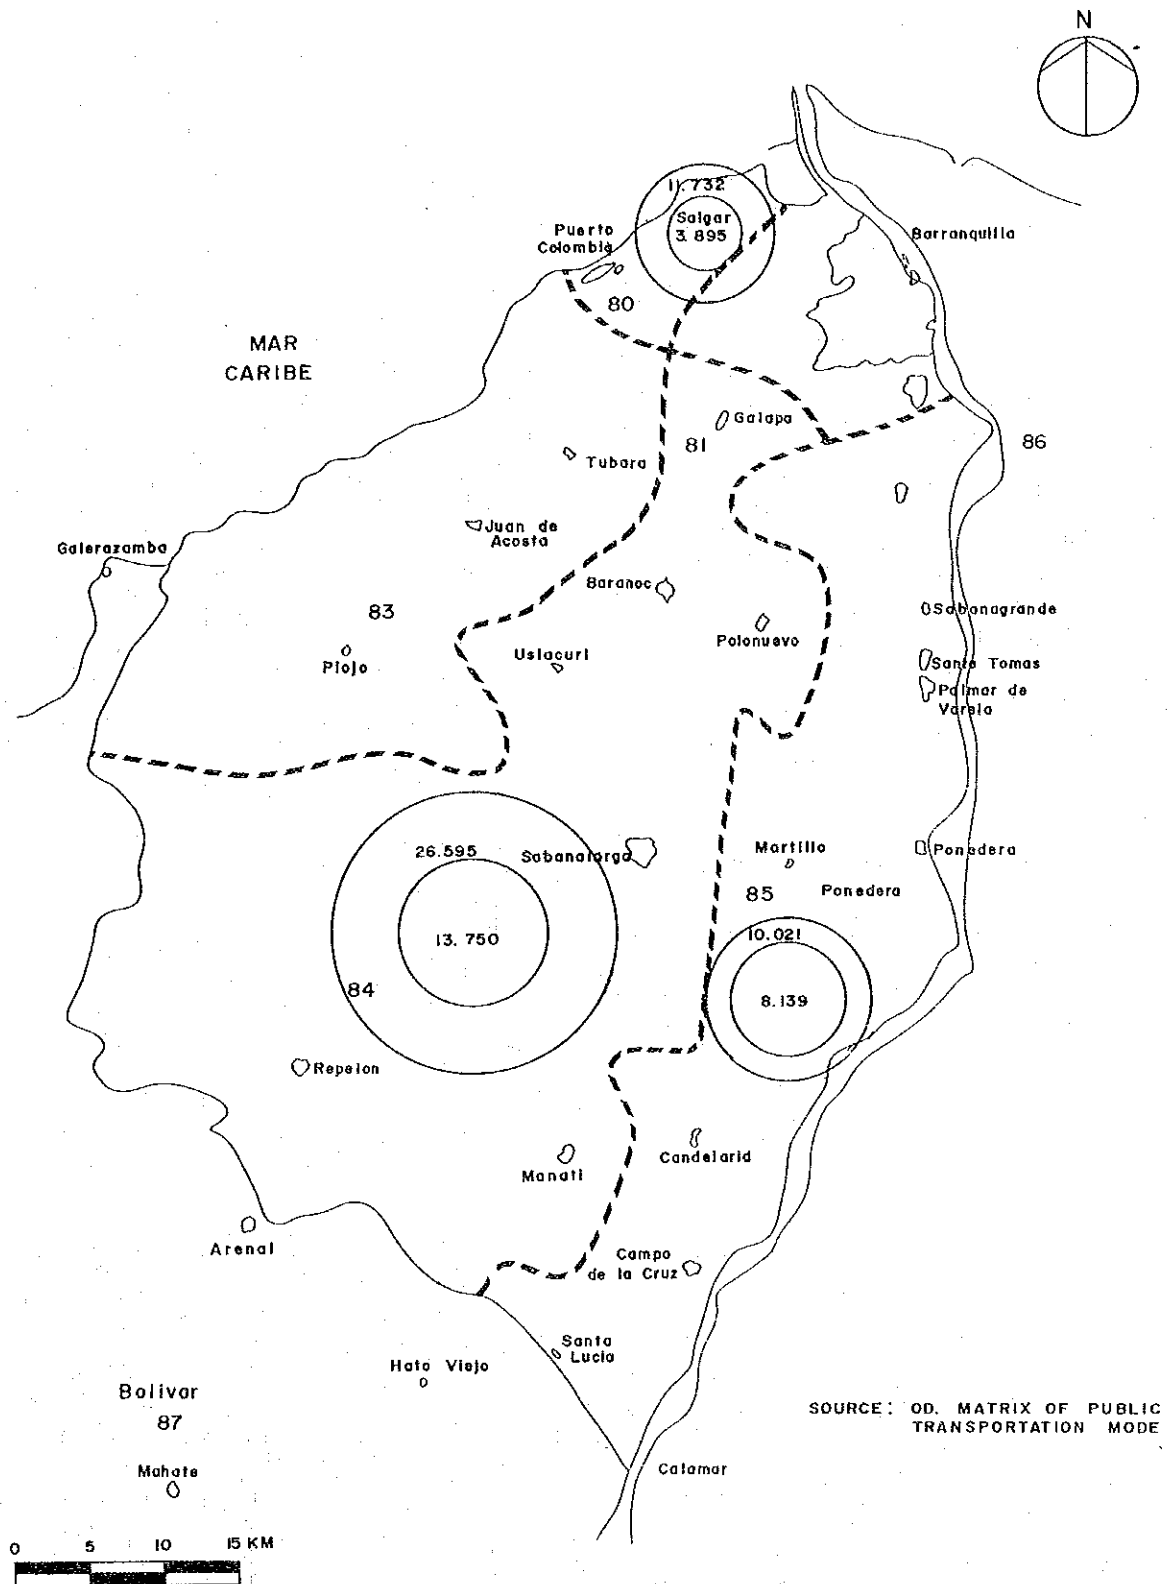 N
11.732
Salgar
3.895
Puerto
Colombia
Barranquilla
80
MAR
CARIBE
Galapa
81
86
Tubara
Juan de
Acosta
Galerazamba
Baranoc
83
Sabanagrande
Polonuevo
Piojo
Usiacuri
Santo Tomas
Palmar de
Varela
26.595
Sabanalarga
Martillo
Ponedera
85
Ponedera
10.021
13.750
84
8.139
Repelon
Manati
Candelarid
Arenal
Campo
de la Cruz
Santa
Lucia
Hato Viejo
Bolivar
87
SOURCE: OD. MATRIX OF PUBLIC
TRANSPORTATION MODE
Mahate
Calamar
0 5 10 15 KM